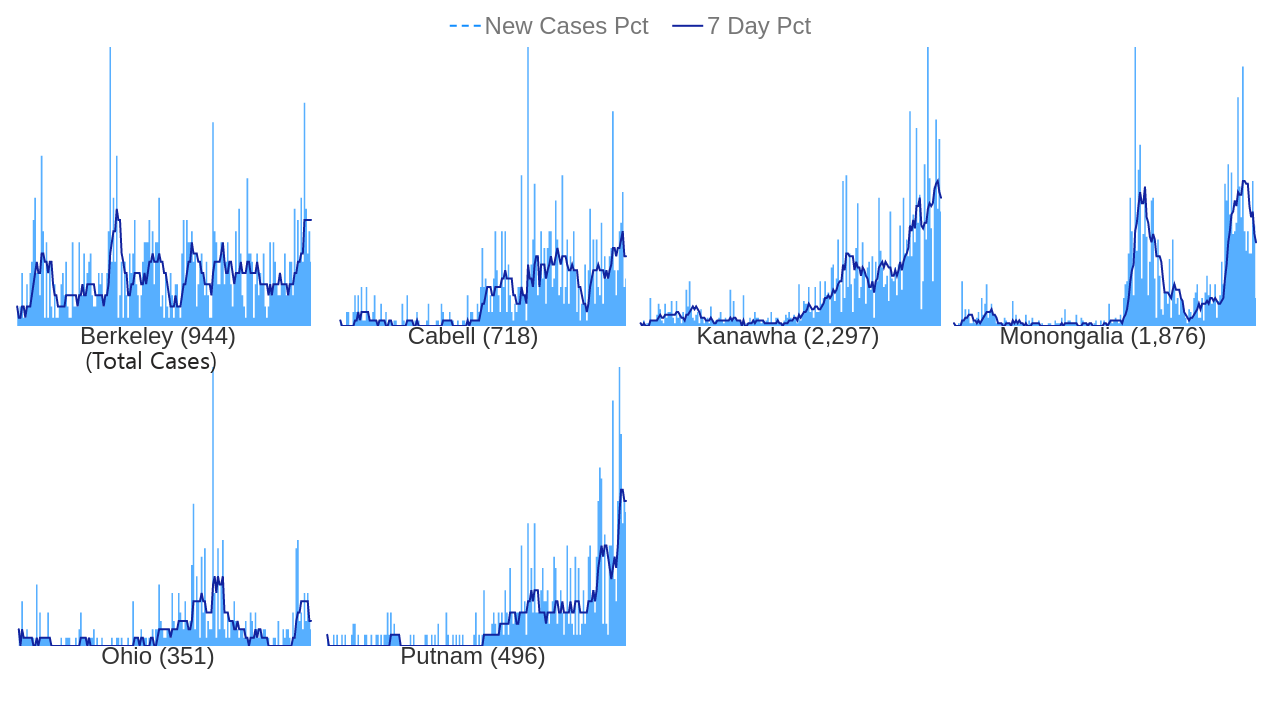 New Cases Pct 7 Day Pct
Berkeley (944) Cabell (718) Kanawha (2,297) Monongalia (1,876)
(Total Cases)
Ohio (351) Putnam (496)